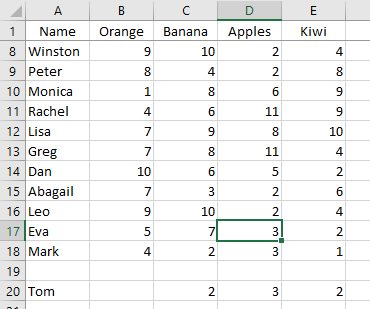 A B C D E
1 Name Orange Banana Apples Kiwi
8 Winston 9 10 2 4
9 Peter 8 4 2 8
10 Monica 1 8 6 9
11 Rachel 4 6 11 9
12 Lisa 7 9 8 10
13 Greg 7 8 11 4
14 Dan 10 6 5 2
15 Abagail 7 3 2 6
16 Leo 9 10 2 4
17 Eva 5 7 3 2
18 Mark 4 2 3 1
19
20 Tom 2 3 2